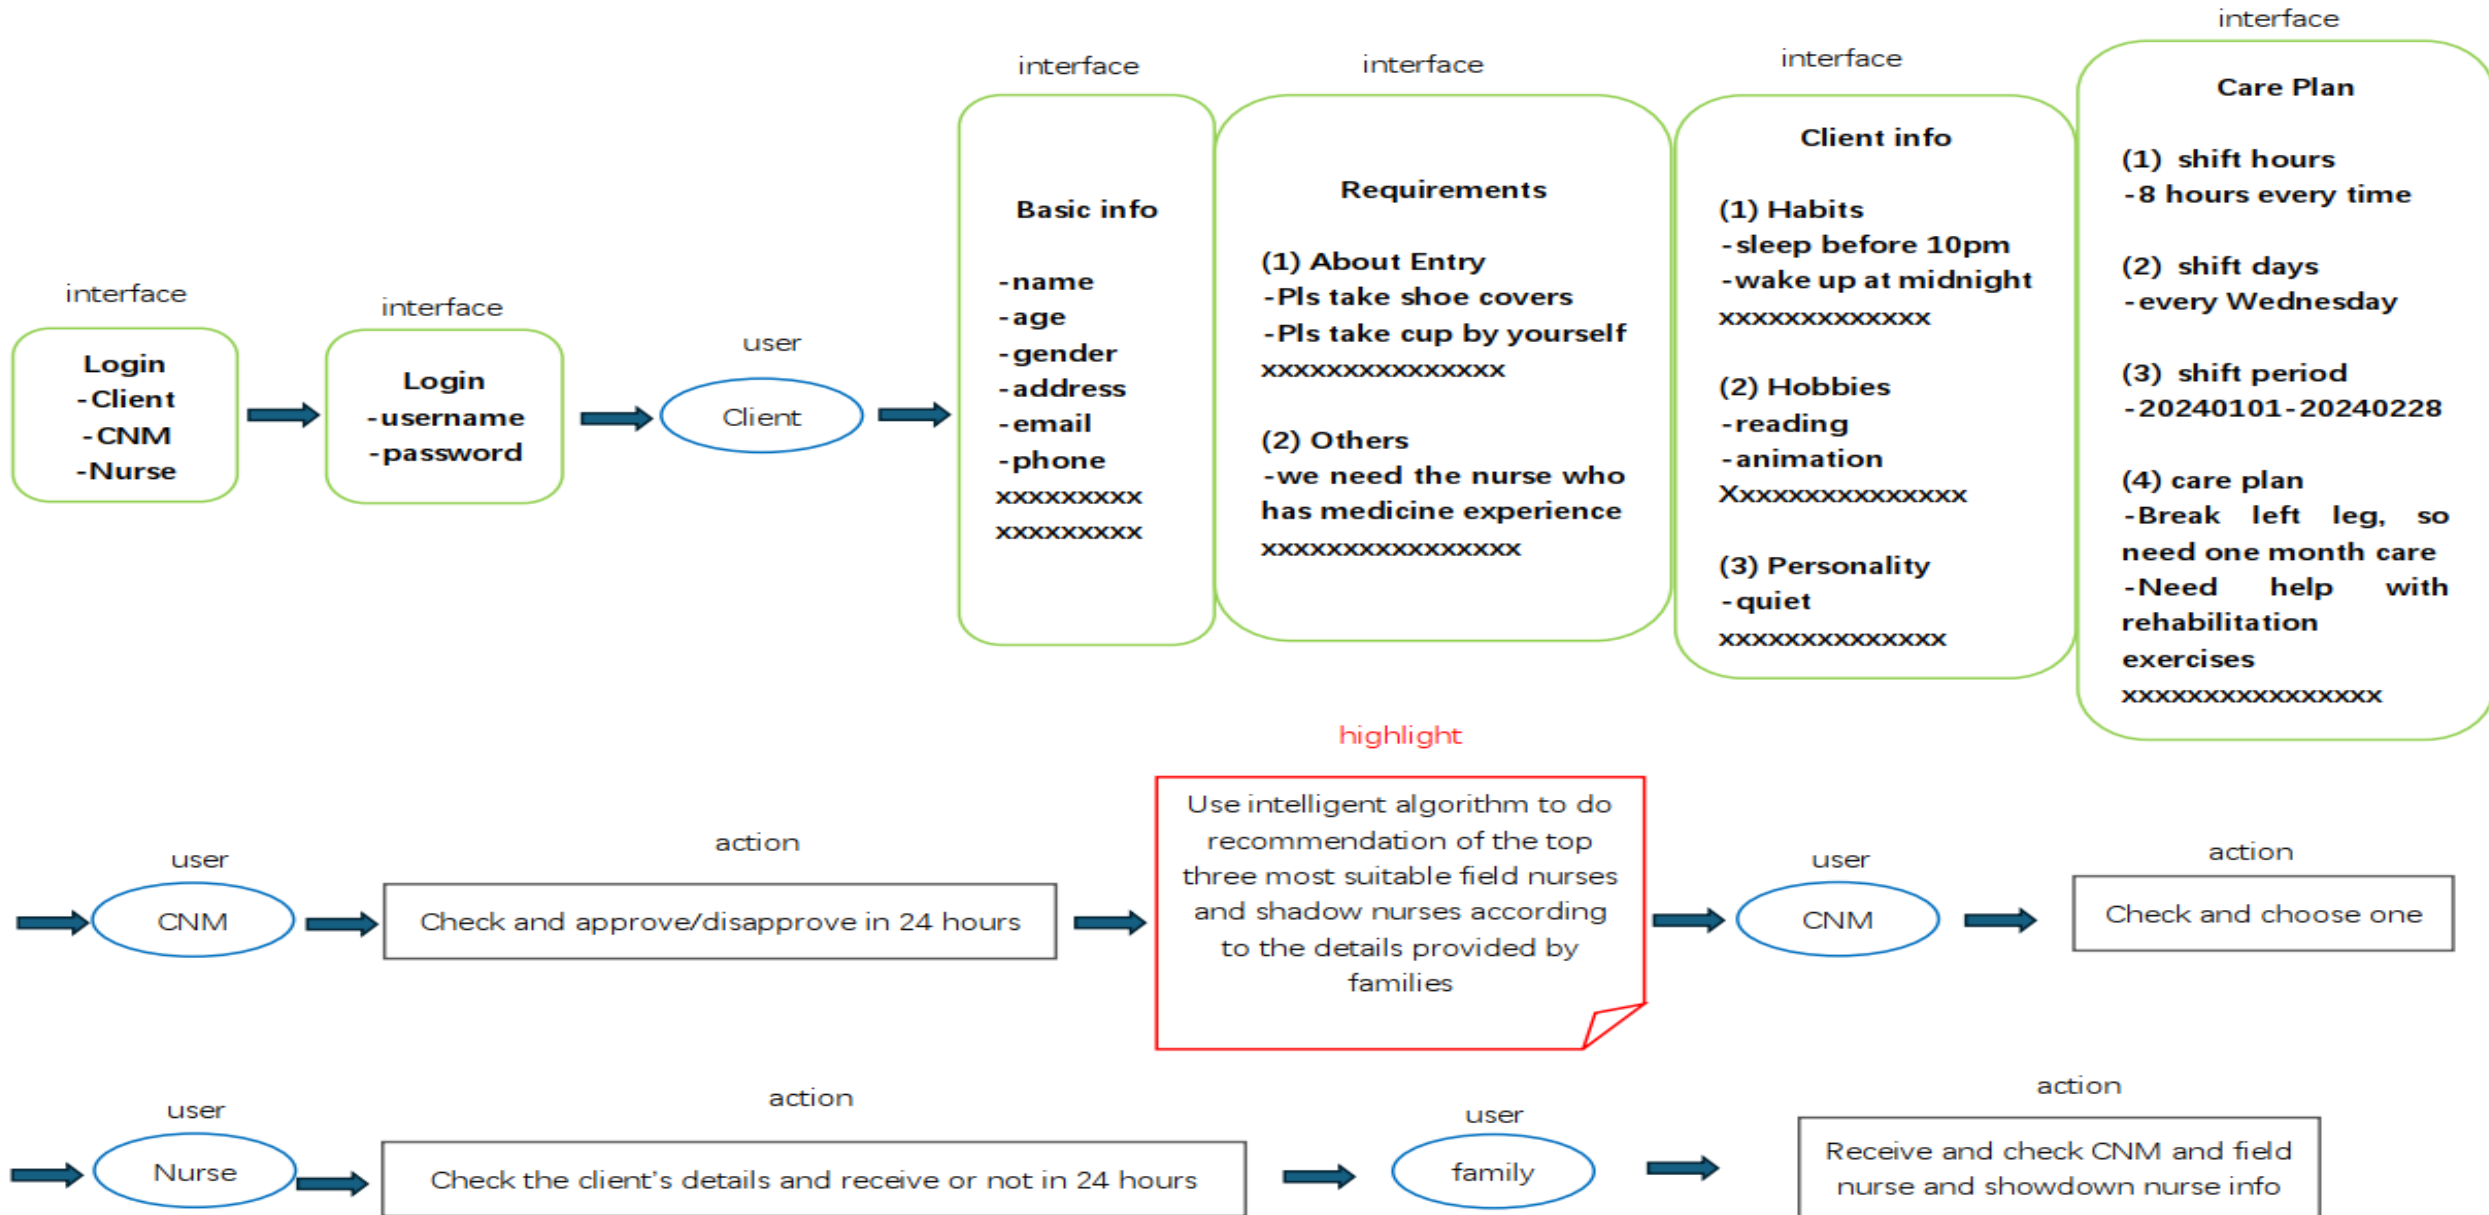 interface
Login
-Client
-CNM
-Nurse
interface
Login
-username
-password
user
Client
interface
Basic info
-name
-age
-gender
-address
-email
-phone
xxxxxxxxx
xxxxxxxxx
interface
Requirements
(1) About Entry
-Pls take shoe covers
-Pls take cup by yourself
xxxxxxxxxxxxxxx
(2) Others
-we need the nurse who
has medicine experience
xxxxxxxxxxxxxxxx
interface
Client info
(1) Habits
-sleep before 10pm
-wake up at midnight
xxxxxxxxxxxxx
(2) Hobbies
-reading
-animation
Xxxxxxxxxxxxxxx
(3) Personality
-quiet
xxxxxxxxxxxxxx
interface
Care Plan
(1) shift hours
-8 hours every time
(2) shift days
-every Wednesday
(3) shift period
-20240101-20240228
(4) care plan
-Break left leg, so
need one month care
-Need help with
rehabilitation
exercises
xxxxxxxxxxxxxxxx
user
CNM
action
Check and approve/disapprove in 24 hours
highlight
Use intelligent algorithm to do
recommendation of the top
three most suitable field nurses
and shadow nurses according
to the details provided by
families
user
CNM
action
Check and choose one
user
Nurse
action
Check the client's details and receive or not in 24 hours
user
family
action
Receive and check CNM and field
nurse and showdown nurse info